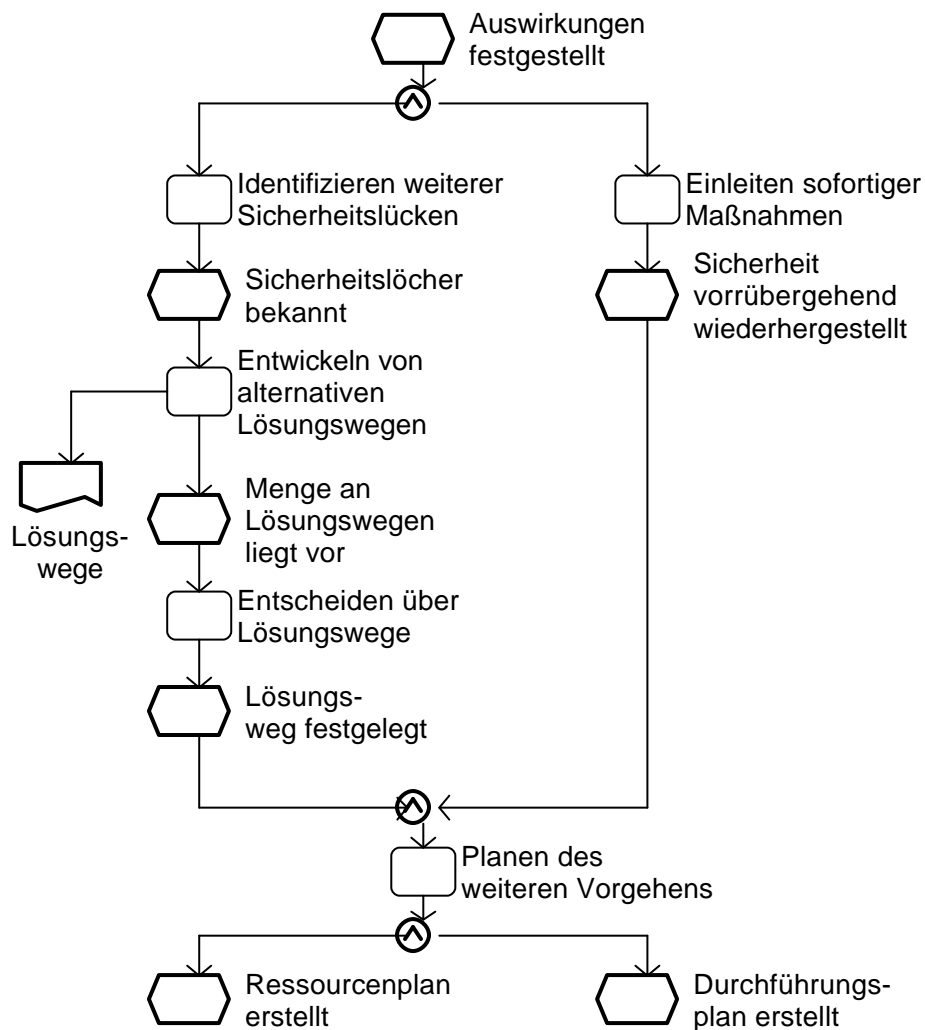 Auswirkungen
festgestellt
Identifizieren weiterer
Sicherheitslücken
Einleiten sofortiger
Maßnahmen
Sicherheitslöcher
bekannt
Sicherheit
vorrübergehend
wiederhergestellt
Entwickeln von
alternativen
Lösungswegen
Lösungs-
wege
Menge an
Lösungswegen
liegt vor
Entscheiden über
Lösungswege
Lösungs-
weg festgelegt
Planen des
weiteren Vorgehens
Ressourcenplan
erstellt
Durchführungs-
plan erstellt